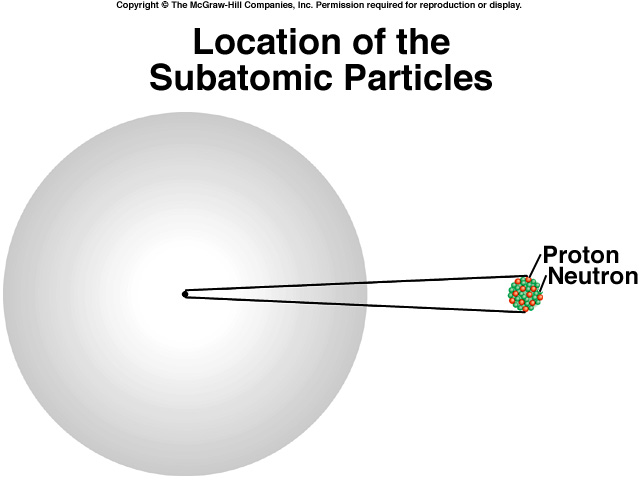 Copyright © The McGraw-Hill Companies, Inc. Permission required for reproduction or display.
Location of the
Subatomic Particles
Proton
Neutron